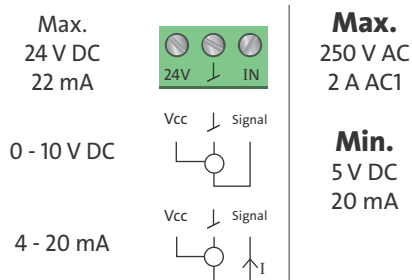 Max.
24 V DC
22 mA
24V IN
0 - 10 V DC
Vcc Signal
4 - 20 mA
Vcc Signal
I
Max.
250 V AC
2 A AC1
Min.
5 V DC
20 mA